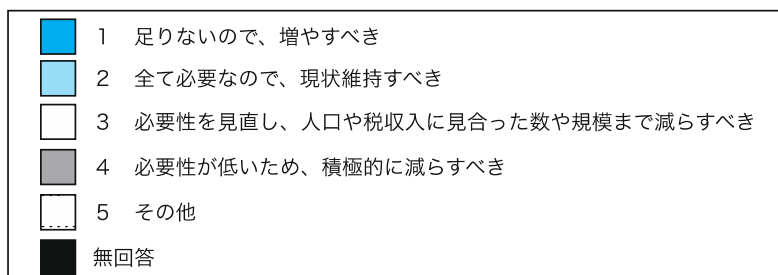 1 足りないので、増やすべき
2 全て必要なので、現状維持すべき
3 必要性を見直し、人口や税収入に見合った数や規模まで減らすべき
4 必要性が低いため、積極的に減らすべき
5 その他
無回答